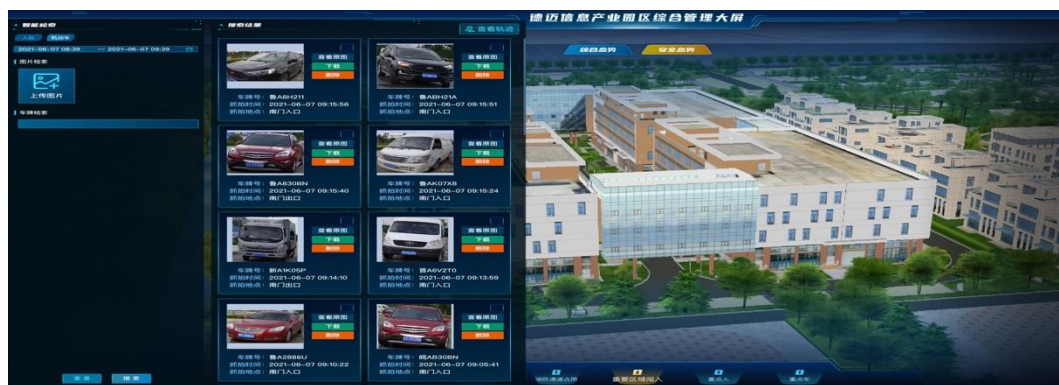 智能检索
人脸 机动车
2021-06-07 08:39 — 2021-06-07 09:39
图片检索
上传图片
车牌检索
重置 搜索
搜索结果
查看轨迹
查看原图
下载
删除
车牌号: 鲁ABH211
抓拍时间: 2021-06-07 09:15:56
抓拍地点: 南门入口
查看原图
下载
删除
车牌号: 鲁ABH21A
抓拍时间: 2021-06-07 09:15:51
抓拍地点: 南门入口
查看原图
下载
删除
车牌号: 鲁AB30BN
抓拍时间: 2021-06-07 09:15:40
抓拍地点: 南门出口
查看原图
下载
删除
车牌号: 鲁AK07X8
抓拍时间: 2021-06-07 09:15:24
抓拍地点: 南门入口
查看原图
下载
删除
车牌号: 新A1K05P
抓拍时间: 2021-06-07 09:14:10
抓拍地点: 南门出口
查看原图
下载
删除
车牌号: 晋A6V2T0
抓拍时间: 2021-06-07 09:13:59
抓拍地点: 南门入口
查看原图
下载
删除
车牌号: 鲁A2886U
抓拍时间: 2021-06-07 09:10:22
抓拍地点: 南门入口
查看原图
下载
删除
车牌号: 皖AB30BN
抓拍时间: 2021-06-07 09:05:41
抓拍地点: 南门入口
德迈信息产业园区综合管理大屏
综合态势 安全态势
消防通道占用 重要区域闯入 重点人 重点车